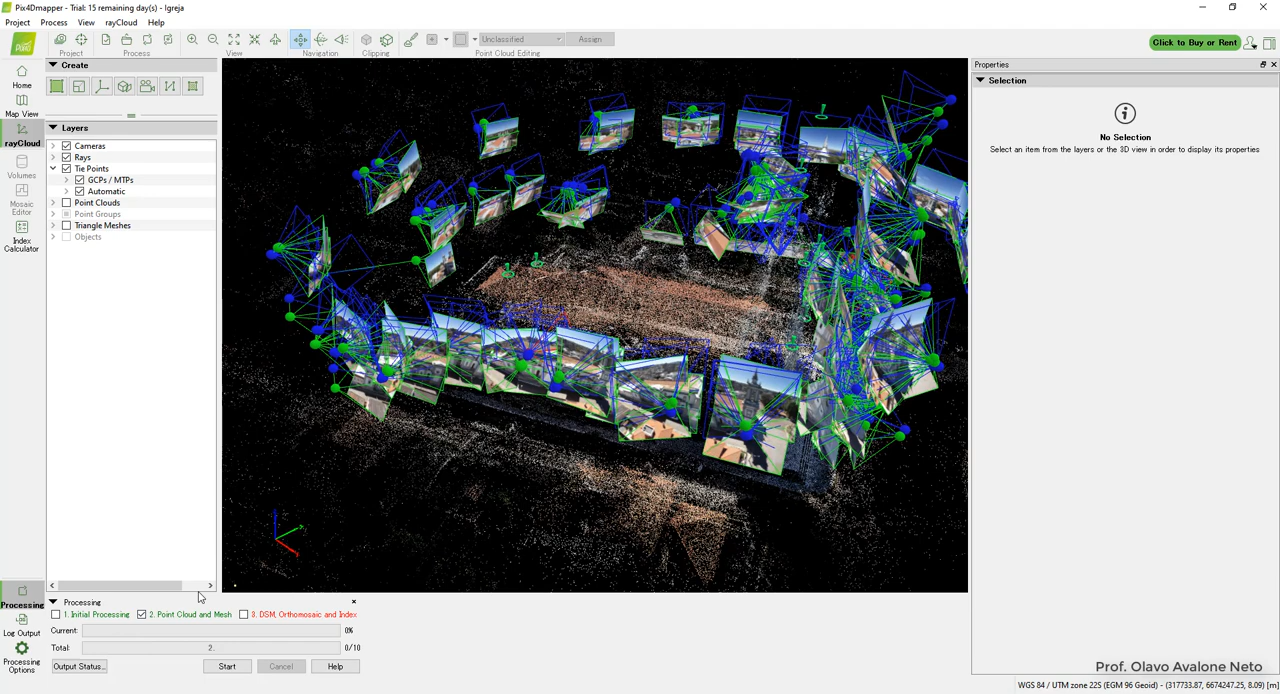 Pix4Dmapper - Trial: 15 remaining day(s) - Igreja
Project Process View rayCloud Help
Project Process View Navigation Clipping Point Cloud Editing
Unclassified Assign
Click to Buy or Rent
Home
Map View
rayCloud
Volumes
Mosaic
Editor
Index
Calculator
Create
Layers
Cameras
Rays
Tie Points
GCPs / MTPs
Automatic
Point Clouds
Point Groups
Triangle Meshes
Objects
Properties
Selection
No Selection
Select an item from the layers or the 3D view in order to display its properties
Processing
Log Output
Processing
Options
Processing
1. Initial Processing 2. Point Cloud and Mesh 3. DSM, Orthomosaic and Index
Current: 0%
Total: 2. 0/10
Output Status... Start Cancel Help
Prof. Olavo Avalone Neto
WGS 84 / UTM zone 22S (EGM 96 Geoid) - (317733.87, 6674247.25, 8.09) [m]